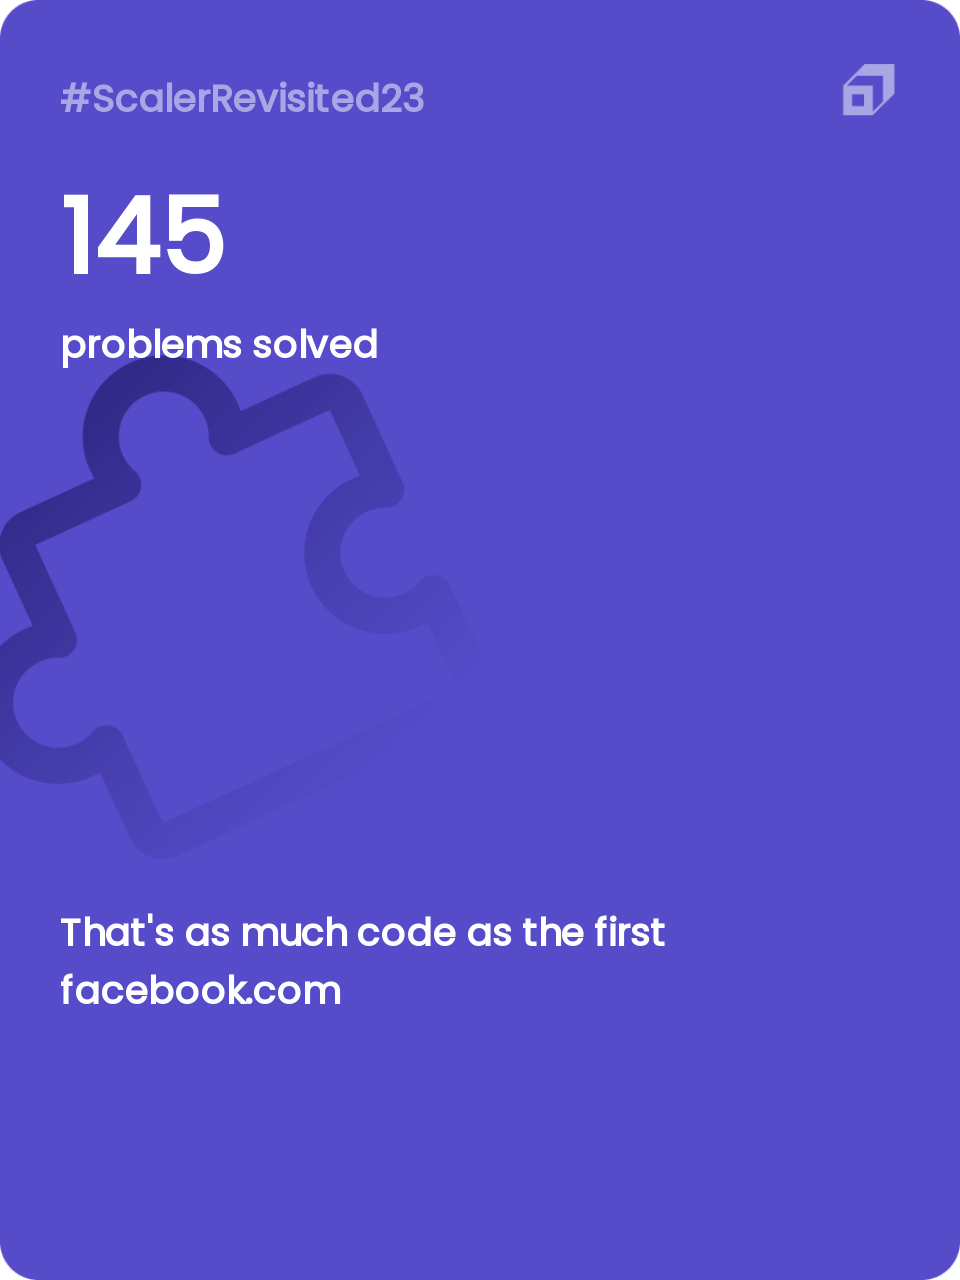 #ScalerRevisited23
145
problems solved
That's as much code as the first
facebook.com